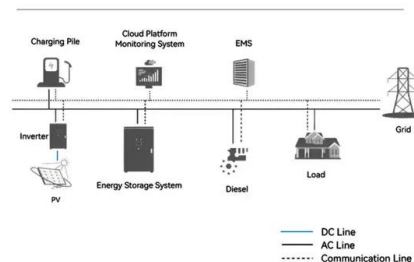 Charging Pile
Cloud Platform
Monitoring System
EMS
Grid
Inverter
PV
Energy Storage System
Diesel
Load
DC Line
AC Line
Communication Line